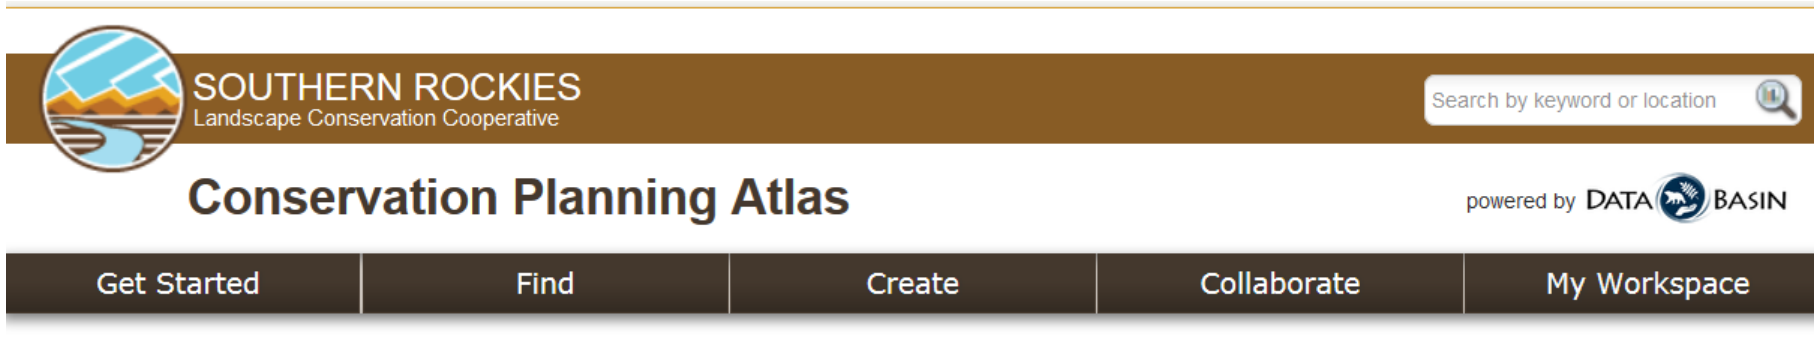 SOUTHERN ROCKIES
Landscape Conservation Cooperative
Search by keyword or location
Conservation Planning Atlas
powered by DATA BASIN
Get Started
Find
Create
Collaborate
My Workspace